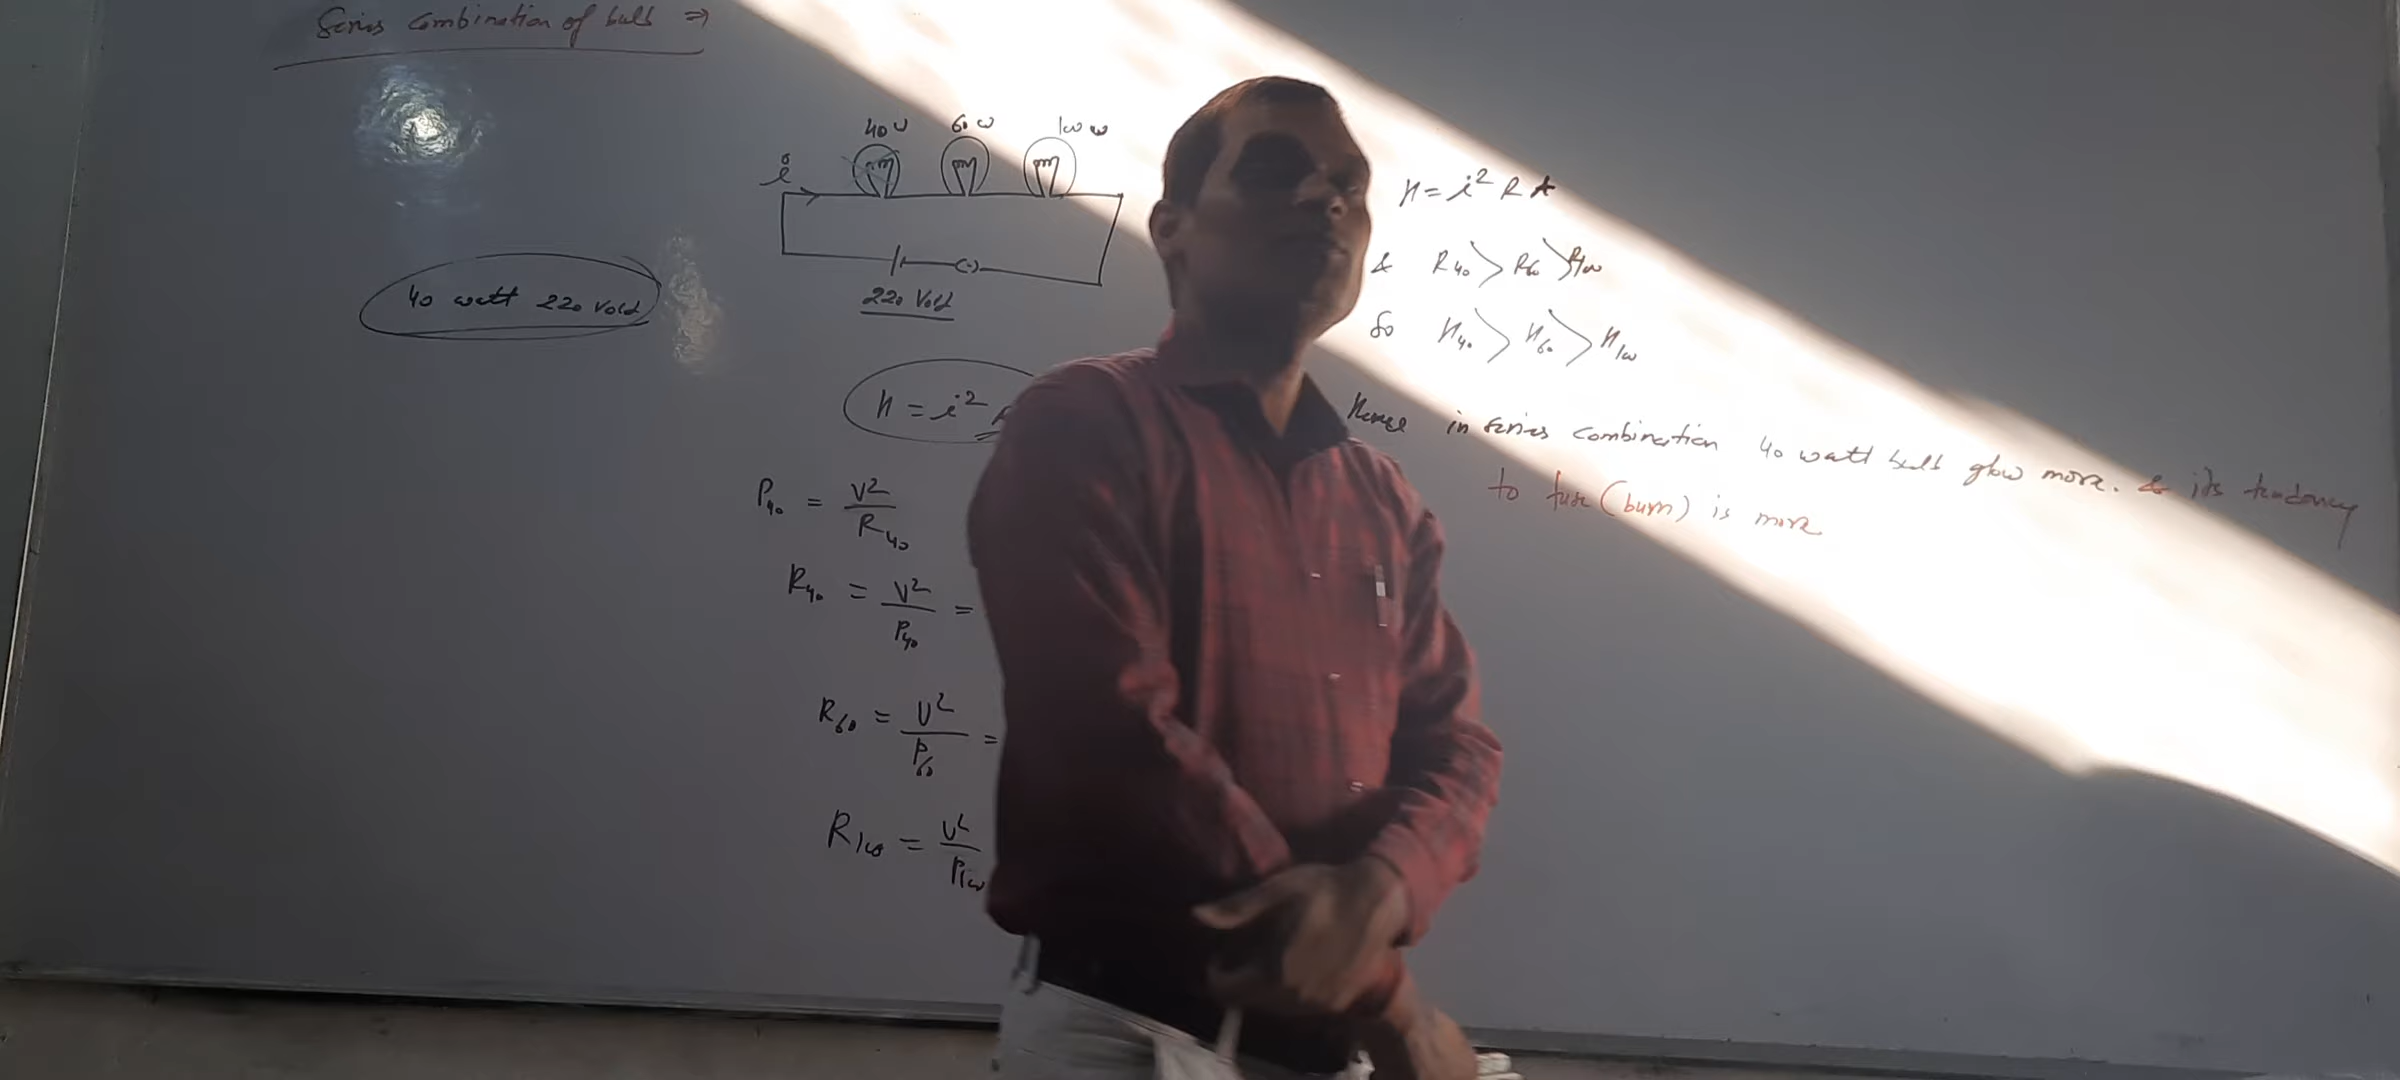 Series Combination of bulb ⇒
40 W 60 W 100 W
i
220 Volt
40 watt 220 Volt
H = i² R
P₄₀ = V² / R₄₀
R₄₀ = V² / P₄₀ =
R₆₀ = V² / P₆₀ =
R₁₀₀ = V² / P₁₀₀
H = i² R t
& R₄₀ > R₆₀ > R₁₀₀
So H₄₀ > H₆₀ > H₁₀₀
Hence in series combination 40 watt bulb glow more. & its tendancy
to fuse (burn) is more